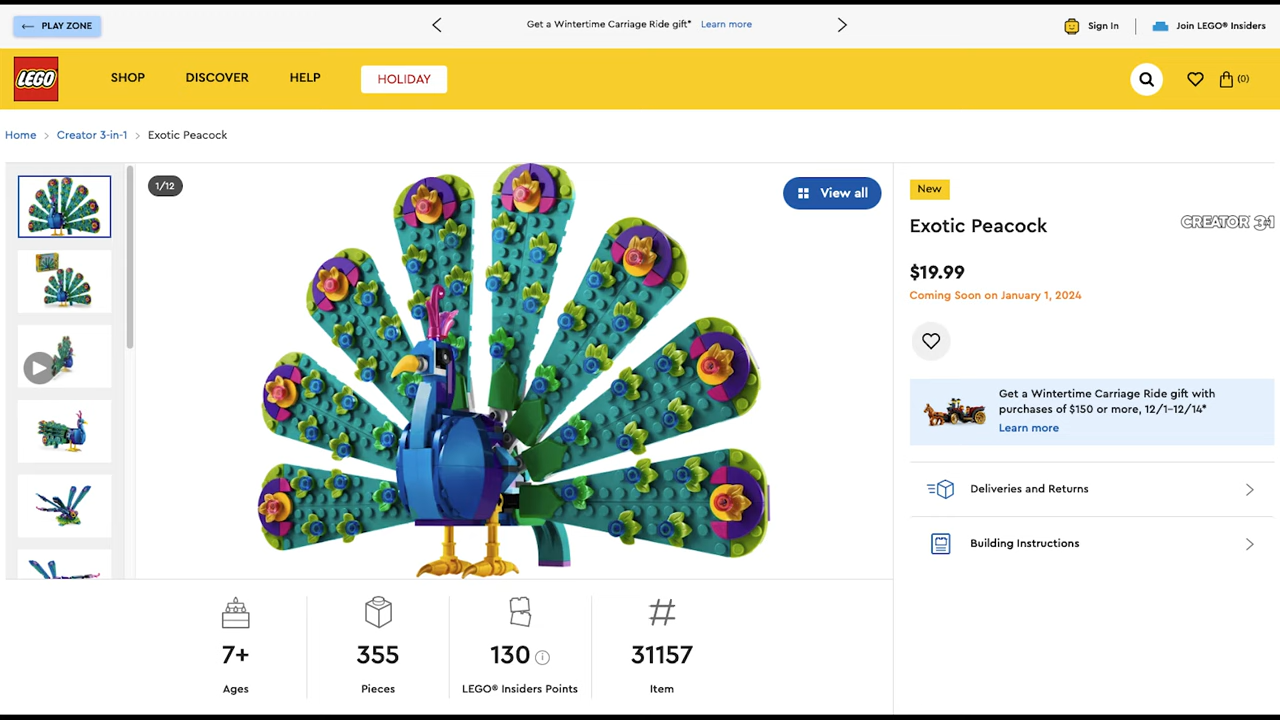 PLAY ZONE
Get a Wintertime Carriage Ride gift* Learn more
Sign In
Join LEGO® Insiders
LEGO
SHOP
DISCOVER
HELP
HOLIDAY
(0)
Home > Creator 3-in-1 > Exotic Peacock
1/12
View all
New
Exotic Peacock
CREATOR 3in1
$19.99
Coming Soon on January 1, 2024
Get a Wintertime Carriage Ride gift with
purchases of $150 or more, 12/1–12/14*
Learn more
Deliveries and Returns
Building Instructions
7+
Ages
355
Pieces
130
LEGO® Insiders Points
#
31157
Item